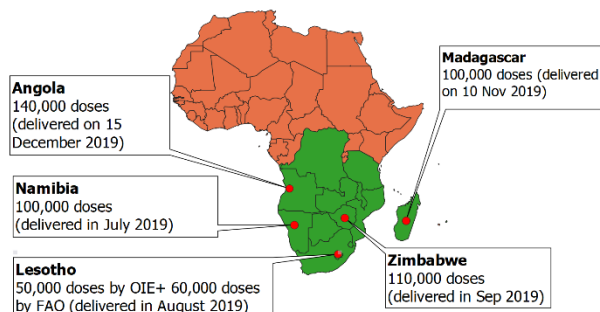 Madagascar
100,000 doses (delivered
on 10 Nov 2019)
Angola
140,000 doses
(delivered on 15
December 2019)
Namibia
100,000 doses
(delivered in July 2019)
Lesotho
50,000 doses by OIE+ 60,000 doses
by FAO (delivered in August 2019)
Zimbabwe
110,000 doses
(delivered in Sep 2019)